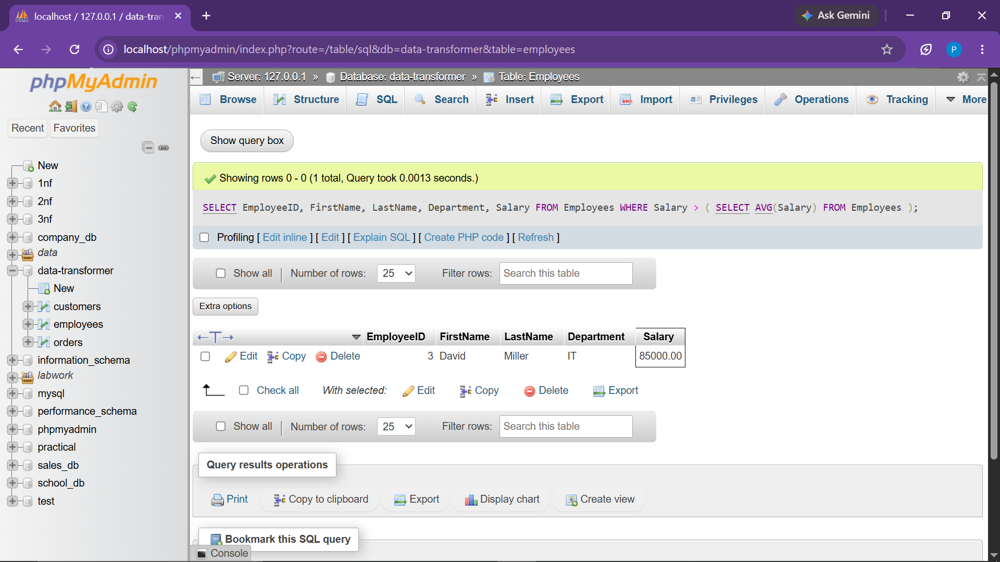 localhost / 127.0.0.1 / data-tran
Ask Gemini
localhost/phpmyadmin/index.php?route=/table/sql&db=data-transformer&table=employees
P
phpMyAdmin
Recent
Favorites
New
1nf
2nf
3nf
company_db
data
data-transformer
New
customers
employees
orders
information_schema
labwork
mysql
performance_schema
phpmyadmin
practical
sales_db
school_db
test
Server: 127.0.0.1 » Database: data-transformer » Table: Employees
Browse Structure SQL Search Insert Export Import Privileges Operations Tracking More
Show query box
Showing rows 0 - 0 (1 total, Query took 0.0013 seconds.)
SELECT EmployeeID, FirstName, LastName, Department, Salary FROM Employees WHERE Salary > ( SELECT AVG(Salary) FROM Employees );
Profiling [ Edit inline ] [ Edit ] [ Explain SQL ] [ Create PHP code ] [ Refresh ]
Show all | Number of rows: 25 Filter rows: Search this table
Extra options
EmployeeID FirstName LastName Department Salary
Edit Copy Delete 3 David Miller IT 85000.00
Check all With selected: Edit Copy Delete Export
Show all | Number of rows: 25 Filter rows: Search this table
Query results operations
Print Copy to clipboard Export Display chart Create view
Bookmark this SQL query
Console